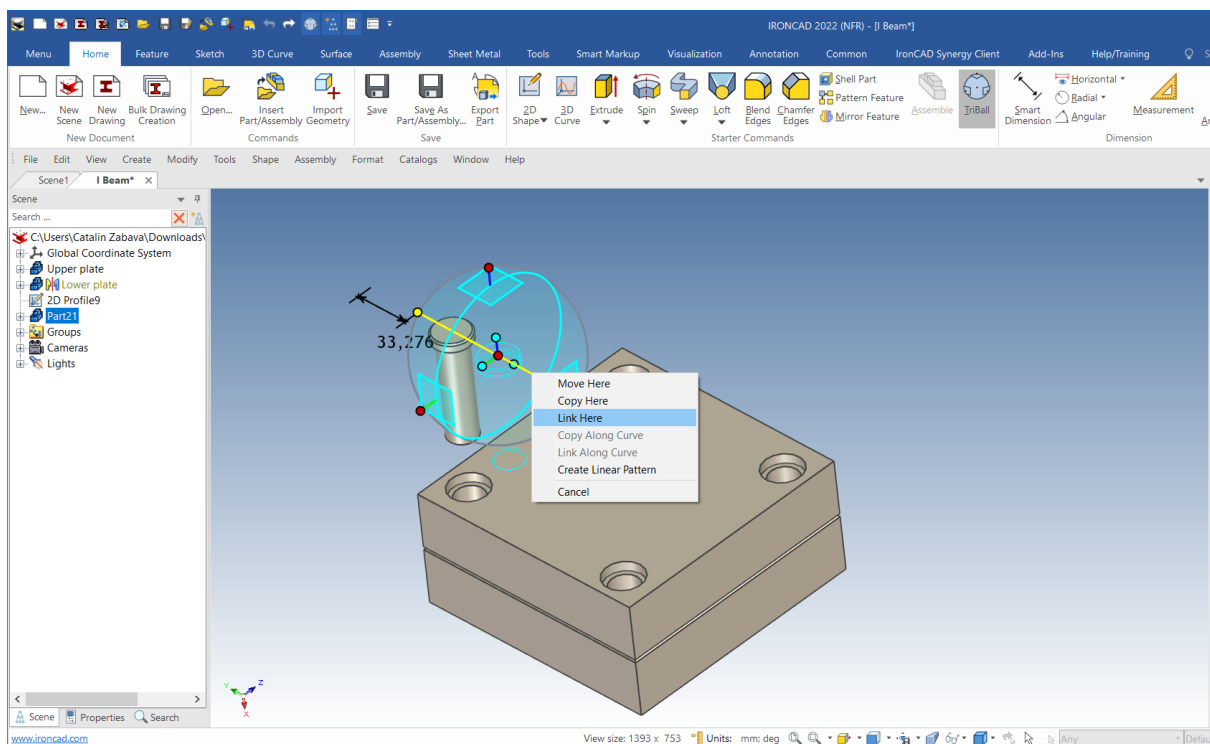 IRONCAD 2022 (NFR) - [I Beam*]
Menu Home Feature Sketch 3D Curve Surface Assembly Sheet Metal Tools Smart Markup Visualization Annotation Common IronCAD Synergy Client Add-Ins Help/Training
New... New Scene New Drawing Bulk Drawing Creation Open... Insert Part/Assembly Import Geometry Save Save As Part/Assembly... Export Part 2D Shape 3D Curve Extrude Spin Sweep Loft Blend Edges Chamfer Edges Shell Part Pattern Feature Mirror Feature Assemble TriBall Smart Dimension Horizontal Radial Angular Measurement
New Document Commands Save Starter Commands Dimension
File Edit View Create Modify Tools Shape Assembly Format Catalogs Window Help
Scene1 I Beam*
Scene
Search ...
C:\Users\Catalin Zabava\Downloads\
Global Coordinate System
Upper plate
Lower plate
2D Profile9
Part21
Groups
Cameras
Lights
33,276
Move Here
Copy Here
Link Here
Copy Along Curve
Link Along Curve
Create Linear Pattern
Cancel
Y Z
X
Scene Properties Search
www.ironcad.com View size: 1393 x 753 Units: mm; deg Any